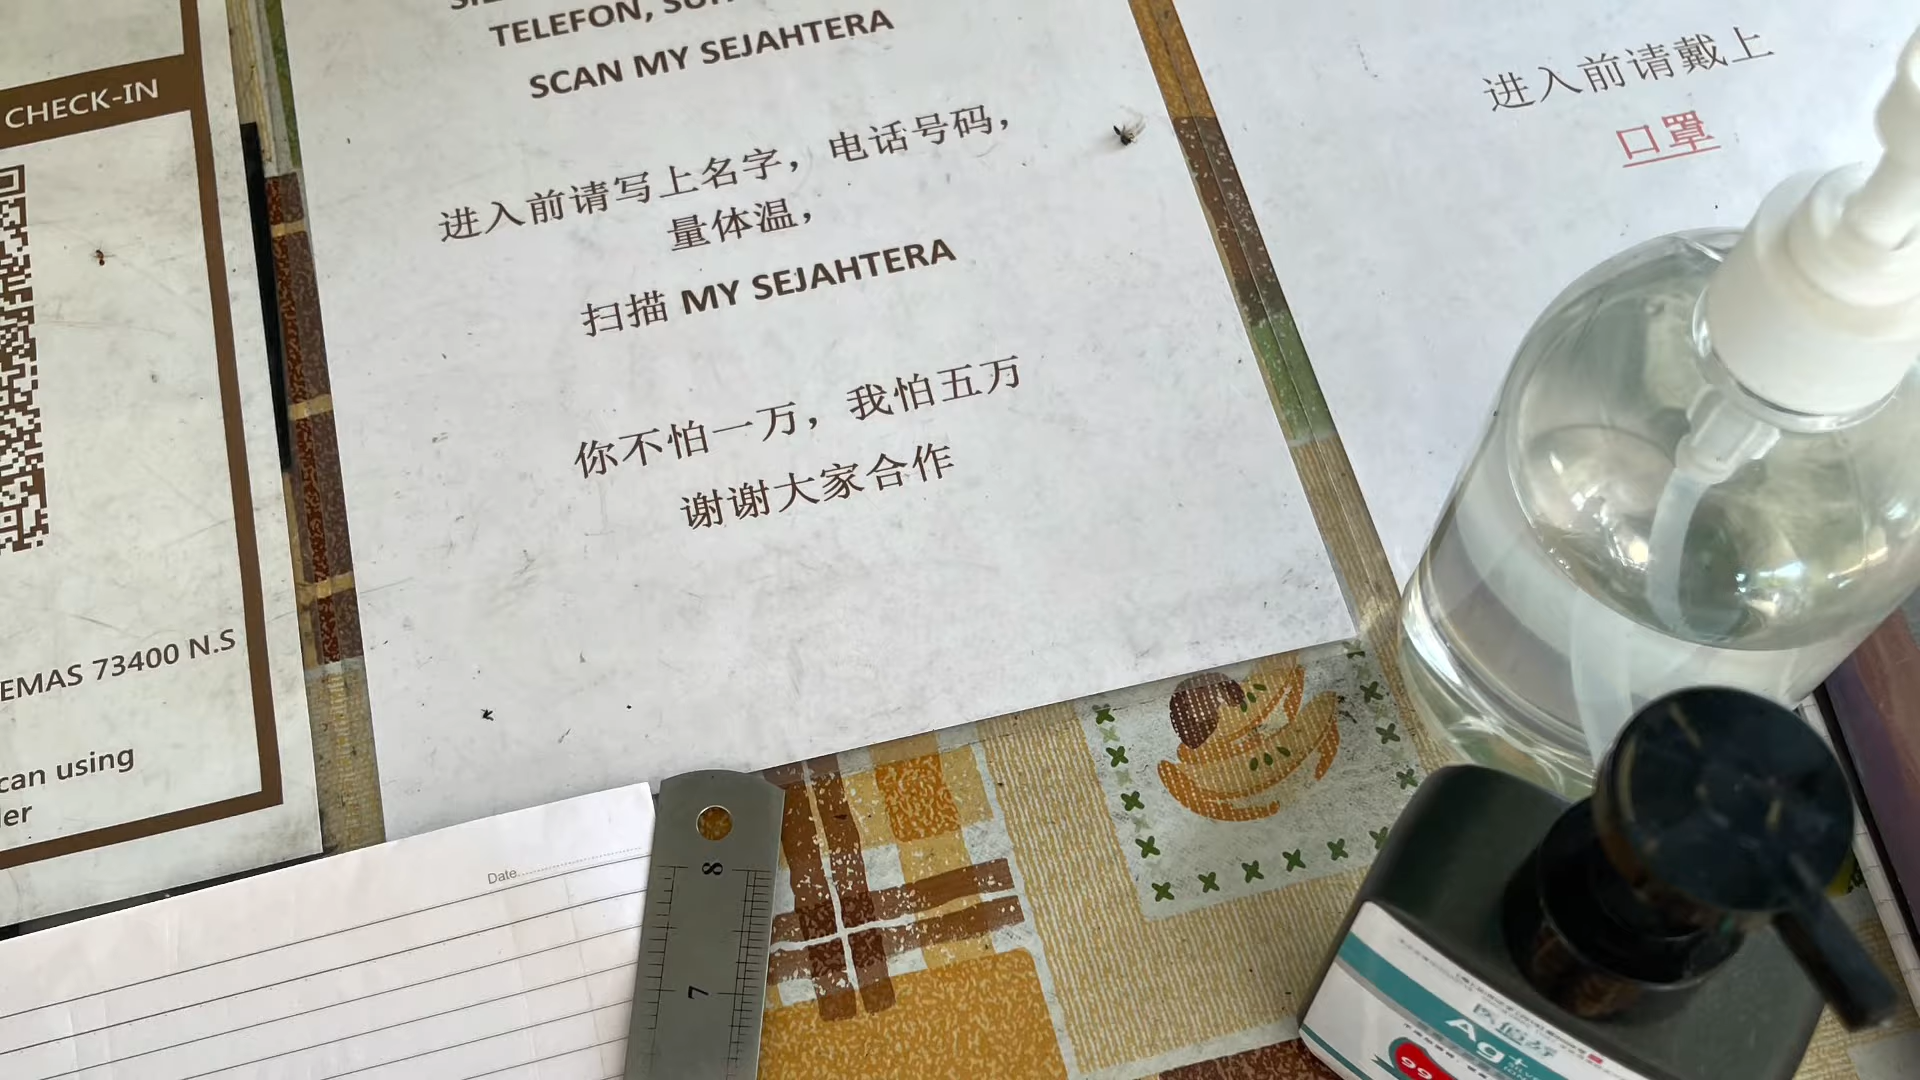 CHECK-IN
EMAS 73400 N.S
can using
TELEFON,
SCAN MY SEJAHTERA
进入前请写上名字，电话号码，
量体温，
扫描 MY SEJAHTERA
你不怕一万，我怕五万
谢谢大家合作
进入前请戴上
口罩
Date
8
7
Ag+
99